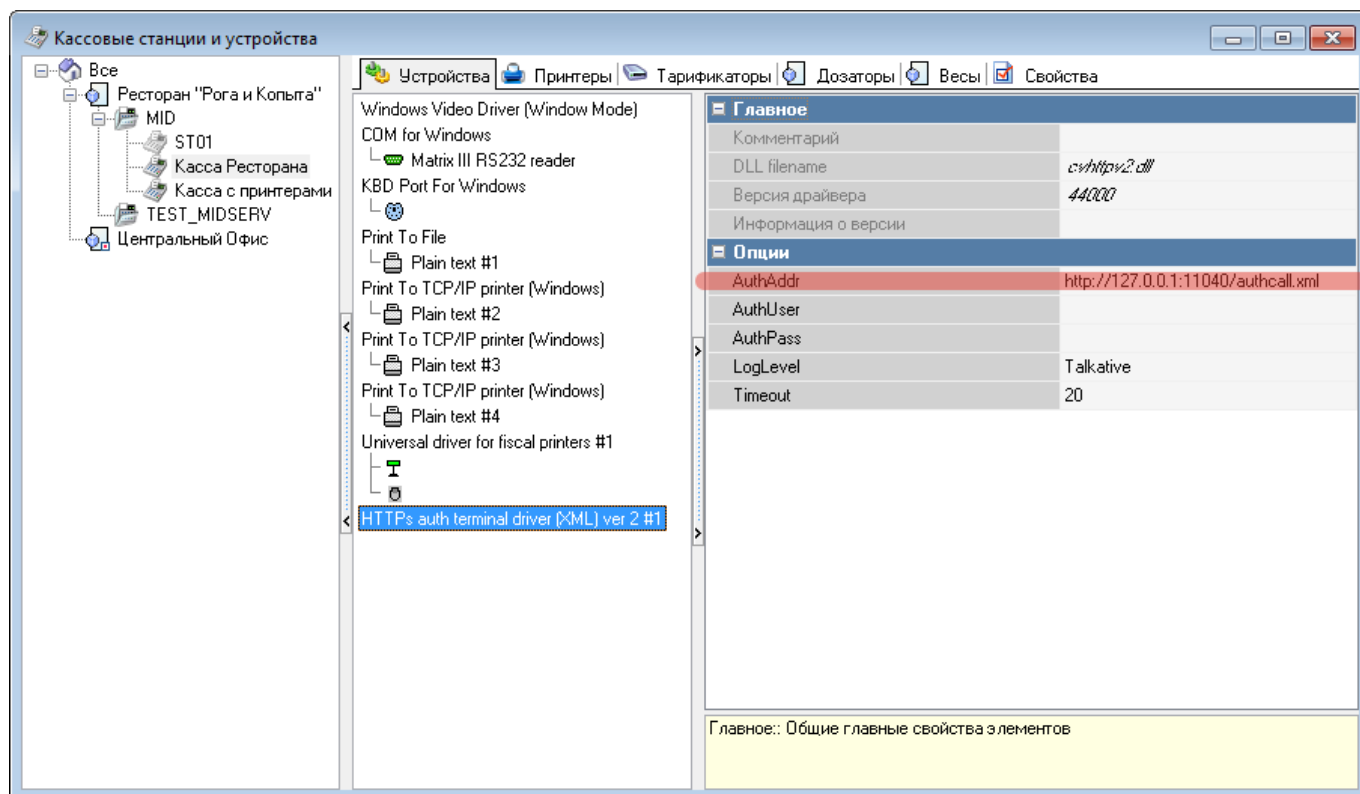 Кассовые станции и устройства
Все
Ресторан "Рога и Копыта"
MID
ST01
Касса Ресторана
Касса с принтерами
TEST_MIDSERV
Центральный Офис
Устройства Принтеры Тарификаторы Дозаторы Весы Свойства
Windows Video Driver (Window Mode)
COM for Windows
Matrix III RS232 reader
KBD Port For Windows
Print To File
Plain text #1
Print To TCP/IP printer (Windows)
Plain text #2
Print To TCP/IP printer (Windows)
Plain text #3
Print To TCP/IP printer (Windows)
Plain text #4
Universal driver for fiscal printers #1
HTTPs auth terminal driver (XML) ver 2 #1
Главное
Комментарий
DLL filename cvhttpv2.dll
Версия драйвера 44000
Информация о версии
Опции
AuthAddr http://127.0.0.1:11040/authcall.xml
AuthUser
AuthPass
LogLevel Talkative
Timeout 20
Главное:: Общие главные свойства элементов